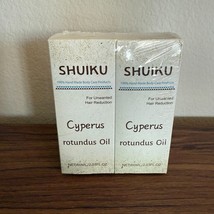 SHUIKU
For Unwanted
Hair Reduction
Cyperus
rotundus Oil
SHUIKU
For Unwanted
Hair Reduction
Cyperus
rotundus Oil